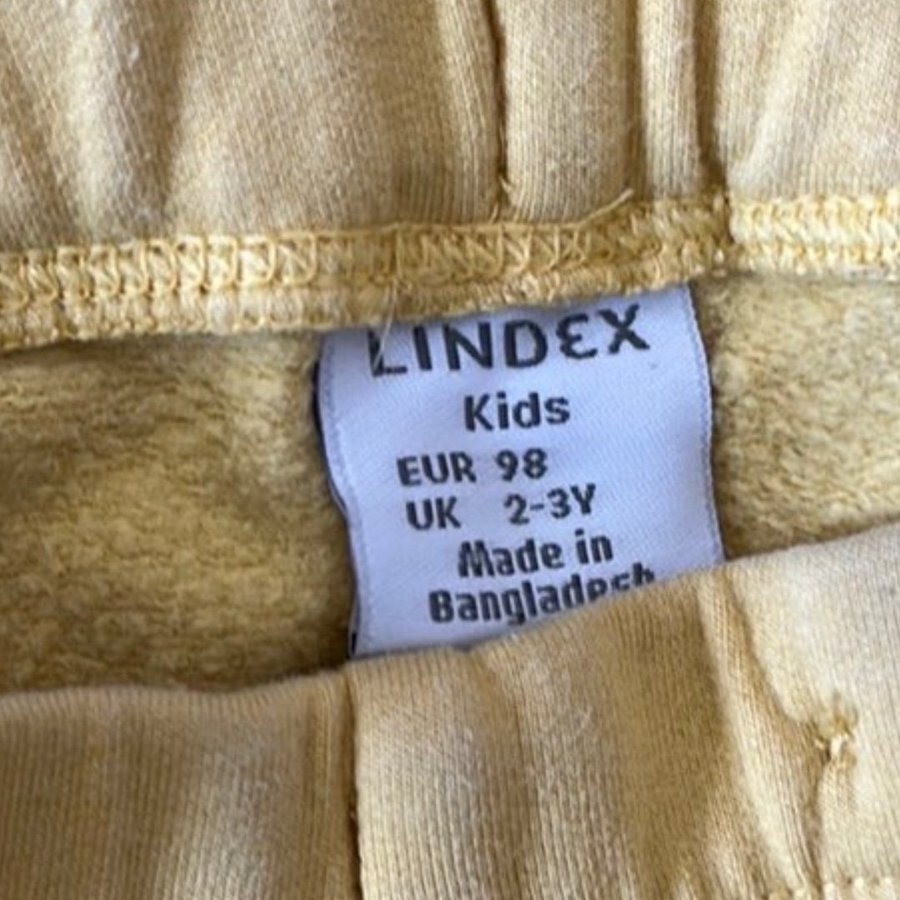 LINDEX
Kids
EUR 98
UK 2-3Y
Made in
Bangladesh